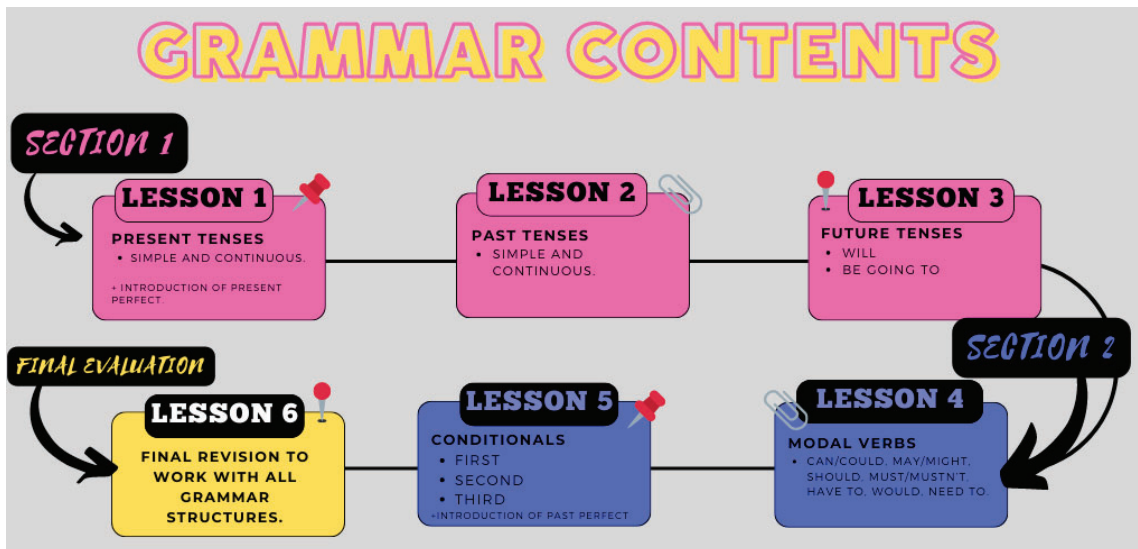 GRAMMAR CONTENTS
SECTION 1
LESSON 1
PRESENT TENSES
• SIMPLE AND CONTINUOUS.
+ INTRODUCTION OF PRESENT
PERFECT.
LESSON 2
PAST TENSES
• SIMPLE AND
CONTINUOUS.
LESSON 3
FUTURE TENSES
• WILL
• BE GOING TO
SECTION 2
LESSON 4
MODAL VERBS
• CAN/COULD, MAY/MIGHT,
SHOULD, MUST/MUSTN'T,
HAVE TO, WOULD, NEED TO.
LESSON 5
CONDITIONALS
• FIRST
• SECOND
• THIRD
+INTRODUCTION OF PAST PERFECT
FINAL EVALUATION
LESSON 6
FINAL REVISION TO
WORK WITH ALL
GRAMMAR
STRUCTURES.